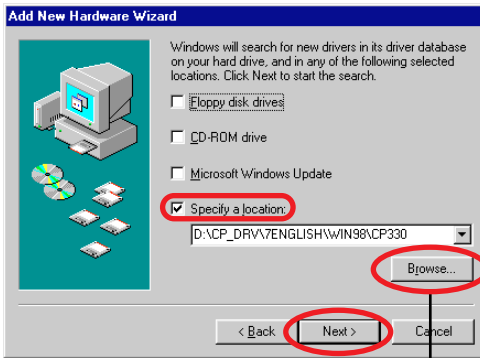 Add New Hardware Wizard
Windows will search for new drivers in its driver database
on your hard drive, and in any of the following selected
locations. Click Next to start the search.
Floppy disk drives
CD-ROM drive
Microsoft Windows Update
Specify a location:
D:\CP_DRV\7ENGLISH\WIN98\CP330
Browse...
< Back
Next >
Cancel